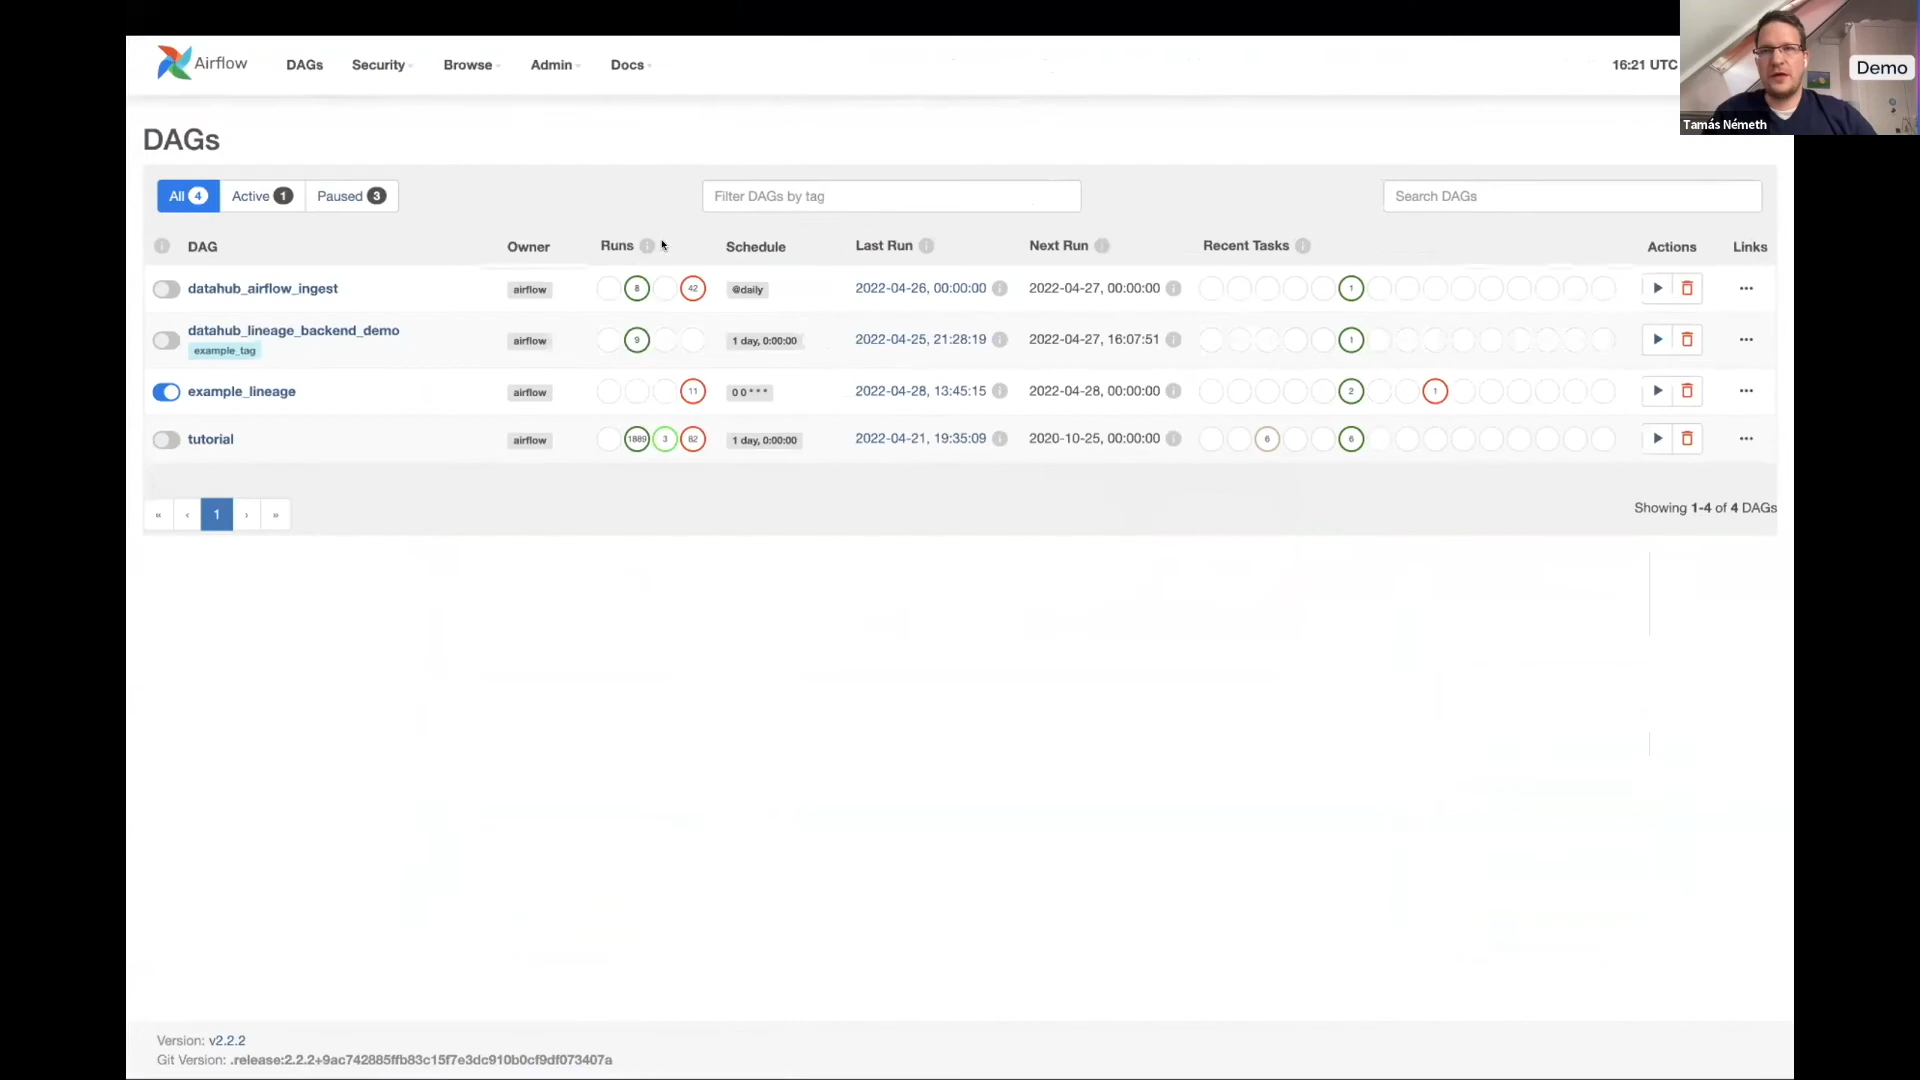 Airflow DAGs Security Browse Admin Docs 16:21 UTC
Demo
Tamás Németh
DAGs
All 4 Active 1 Paused 3 Filter DAGs by tag Search DAGs
DAG Owner Runs Schedule Last Run Next Run Recent Tasks Actions Links
datahub_airflow_ingest airflow 8 42 @daily 2022-04-26, 00:00:00 2022-04-27, 00:00:00 1
datahub_lineage_backend_demo airflow 9 1 day, 0:00:00 2022-04-25, 21:28:19 2022-04-27, 16:07:51 1
example_tag
example_lineage airflow 11 0 0 * * * 2022-04-28, 13:45:15 2022-04-28, 00:00:00 2 1
tutorial airflow 1889 3 82 1 day, 0:00:00 2022-04-21, 19:35:09 2020-10-25, 00:00:00 6 6
« ‹ 1 › » Showing 1-4 of 4 DAGs
Version: v2.2.2
Git Version: .release:2.2.2+9ac742885ffb83c15f7e3dc910b0cf9df073407a